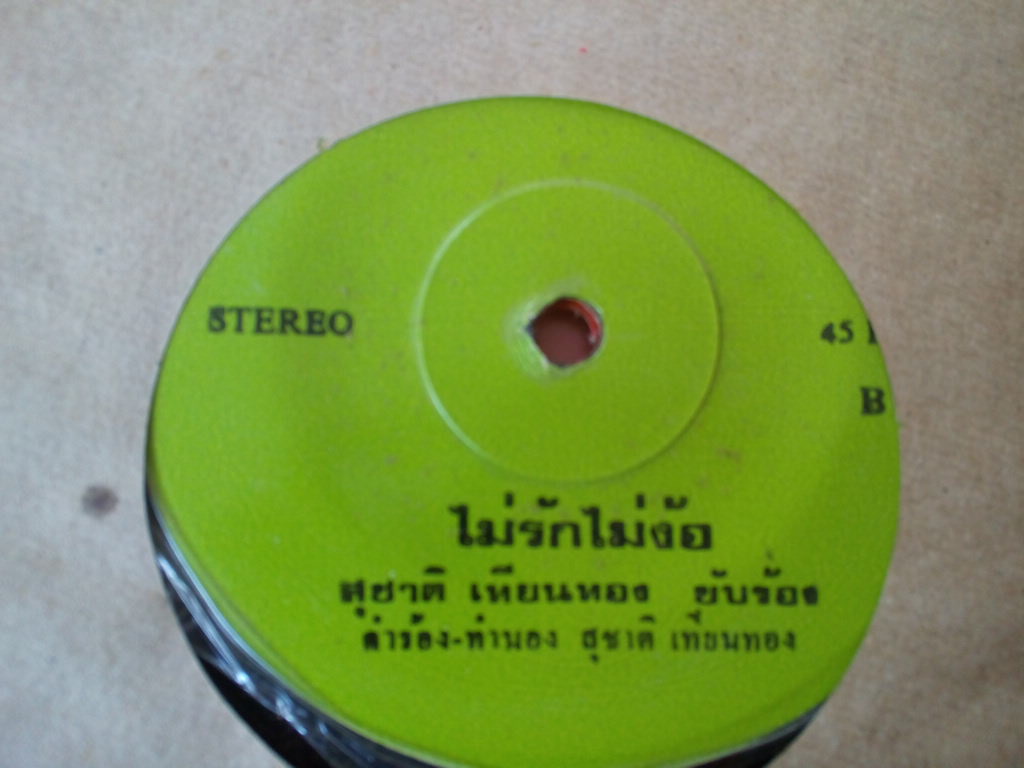 STEREO
45
B
ไม่รักไม่ง้อ
สุชาติ เทียนทอง ขับร้อง
คำร้อง-ทำนอง สุชาติ เทียนทอง